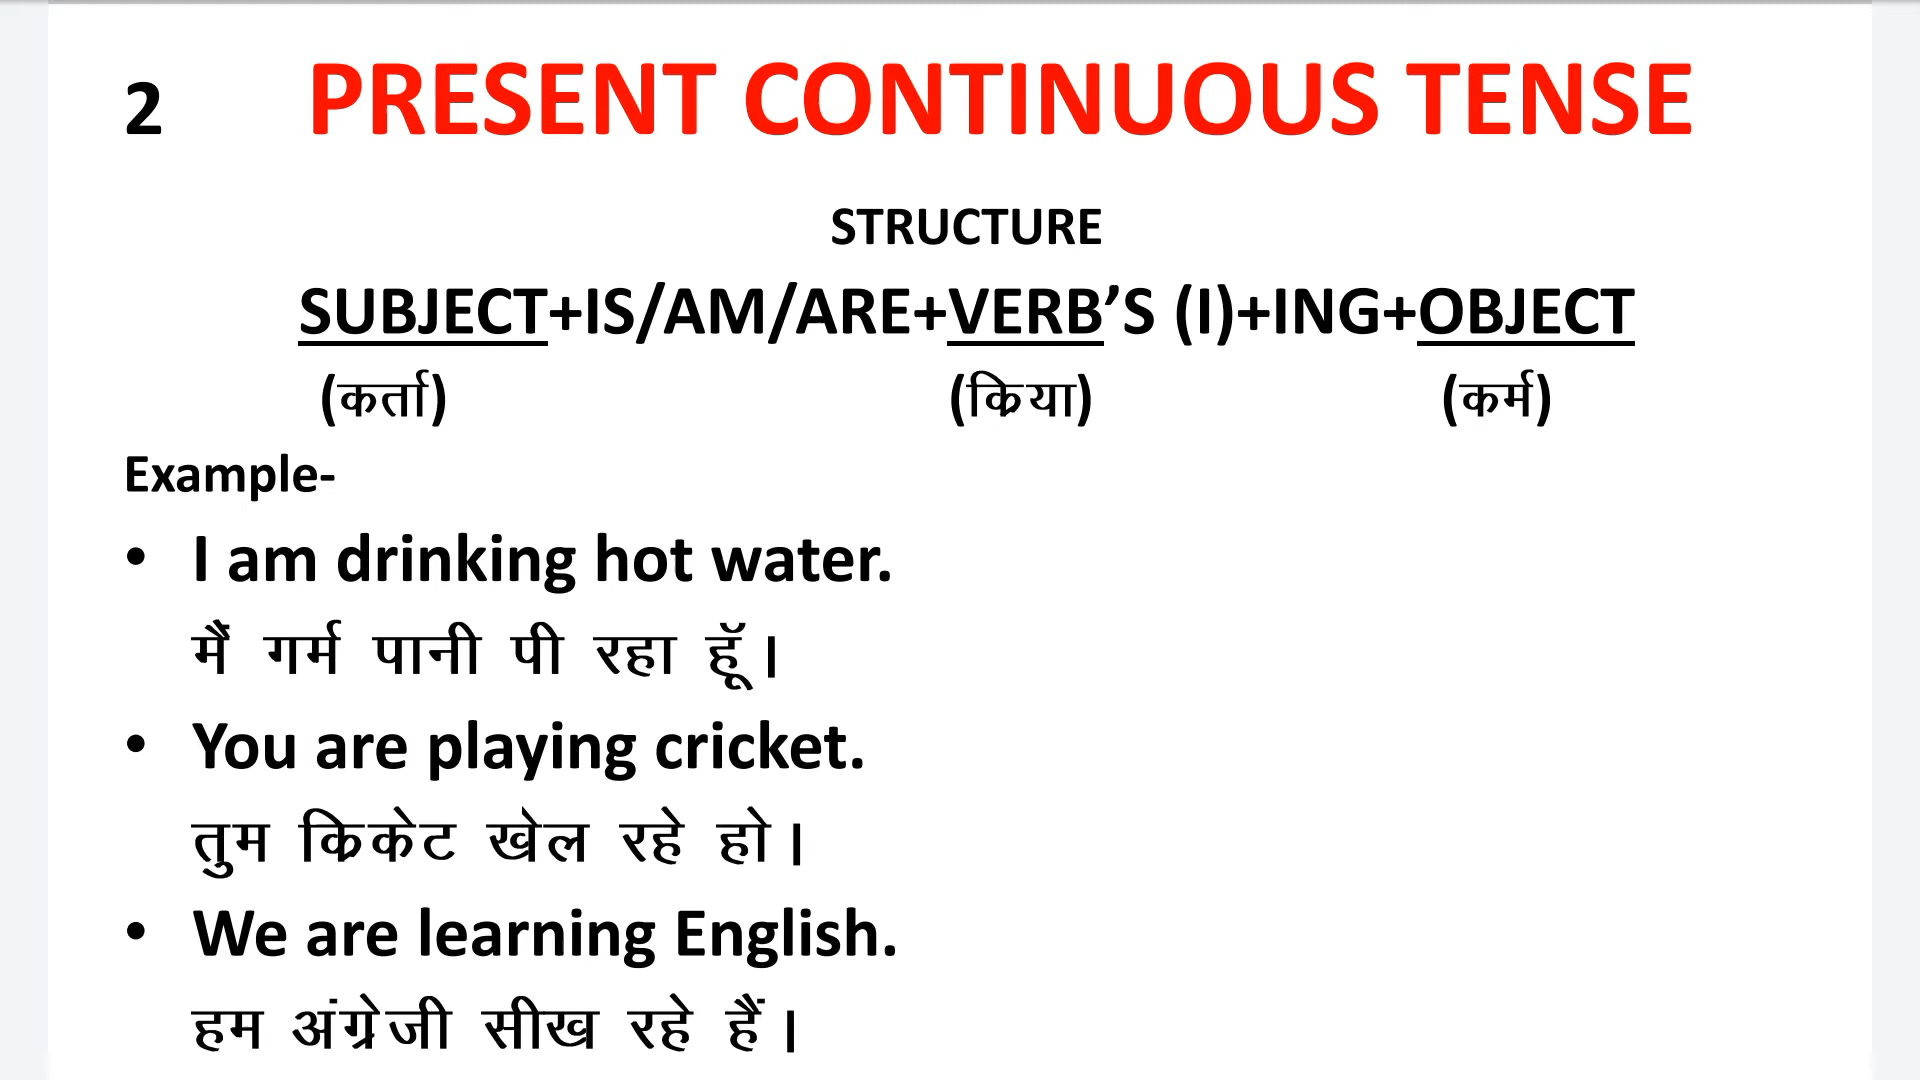 2 PRESENT CONTINUOUS TENSE
STRUCTURE
SUBJECT+IS/AM/ARE+VERB’S (I)+ING+OBJECT
(कर्ता) (क्रिया) (कर्म)
Example-
• I am drinking hot water.
मैं गर्म पानी पी रहा हूॅ।
• You are playing cricket.
तुम क्रिकेट खेल रहे हो।
• We are learning English.
हम अंग्रेजी सीख रहे हैं।